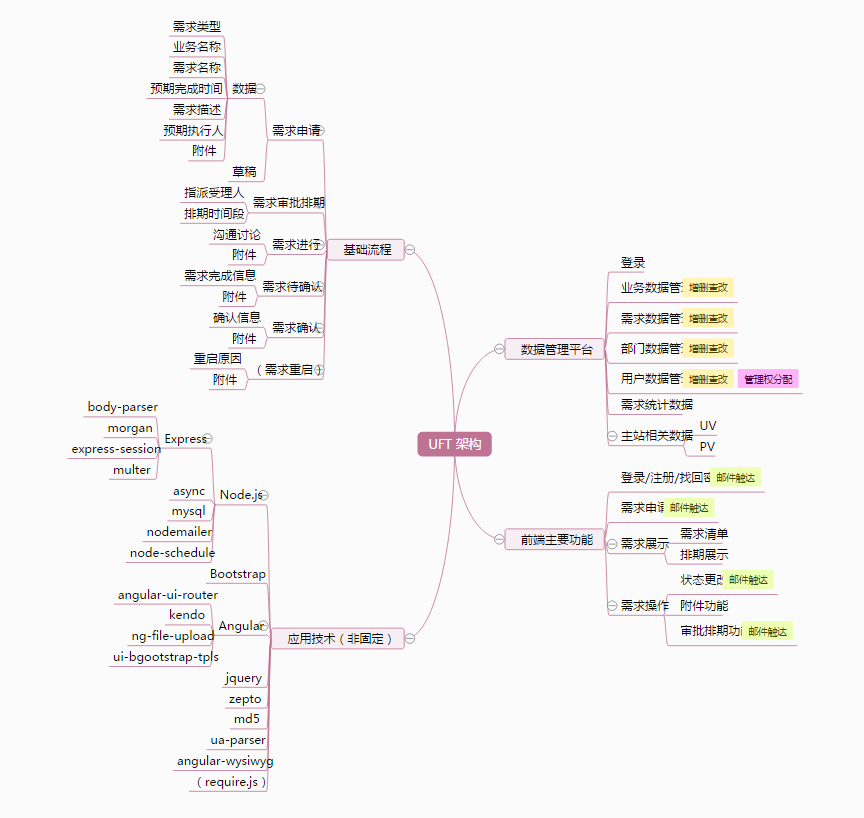 UFT 架构
基础流程
需求申请
数据
需求类型
业务名称
需求名称
预期完成时间
需求描述
预期执行人
附件
草稿
需求审批排期
指派受理人
排期时间段
需求进行
沟通讨论
附件
需求待确认
需求完成信息
附件
需求确认
确认信息
附件
（需求重启）
重启原因
附件
应用技术（非固定）
Node.js
Express
body-parser
morgan
express-session
multer
async
mysql
nodemailer
node-schedule
Bootstrap
Angular
angular-ui-router
kendo
ng-file-upload
ui-bgootstrap-tpls
jquery
zepto
md5
ua-parser
angular-wysiwyg
（require.js）
数据管理平台
登录
业务数据管 增删查改
需求数据管 增删查改
部门数据管 增删查改
用户数据管 增删查改 管理权分配
需求统计数据
主站相关数据
UV
PV
前端主要功能
登录/注册/找回 邮件触达
需求申 邮件触达
需求展示
需求清单
排期展示
需求操作
状态更 邮件触达
附件功能
审批排期功 邮件触达